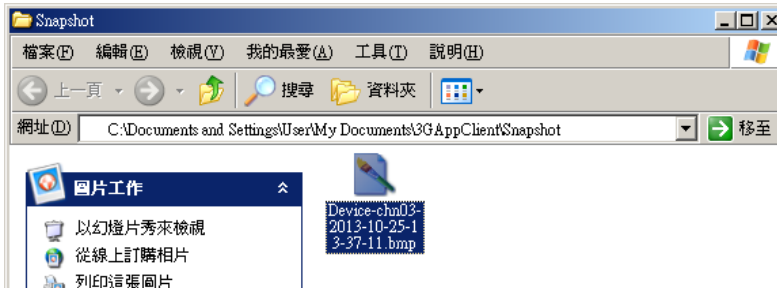 Snapshot
檔案(F) 編輯(E) 檢視(V) 我的最愛(A) 工具(T) 說明(H)
上一頁 搜尋 資料夾
網址(D) C:\Documents and Settings\User\My Documents\3GAppClient\Snapshot 移至
圖片工作
以幻燈片秀來檢視
從線上訂購相片
列印這張圖片
Device-chn03-
2013-10-25-1
3-37-11.bmp